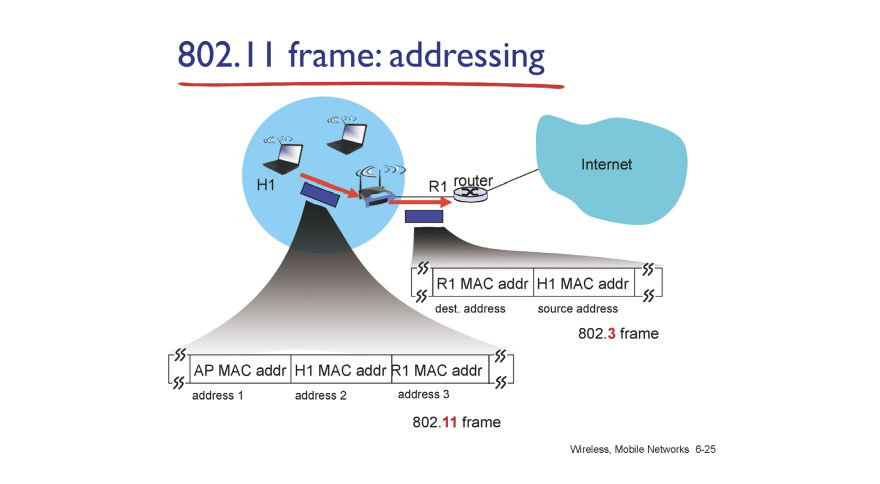 802.11 frame: addressing
Internet
H1
R1
router
R1 MAC addr
H1 MAC addr
dest. address
source address
802.3 frame
AP MAC addr
H1 MAC addr
R1 MAC addr
address 1
address 2
address 3
802.11 frame
Wireless, Mobile Networks 6-25